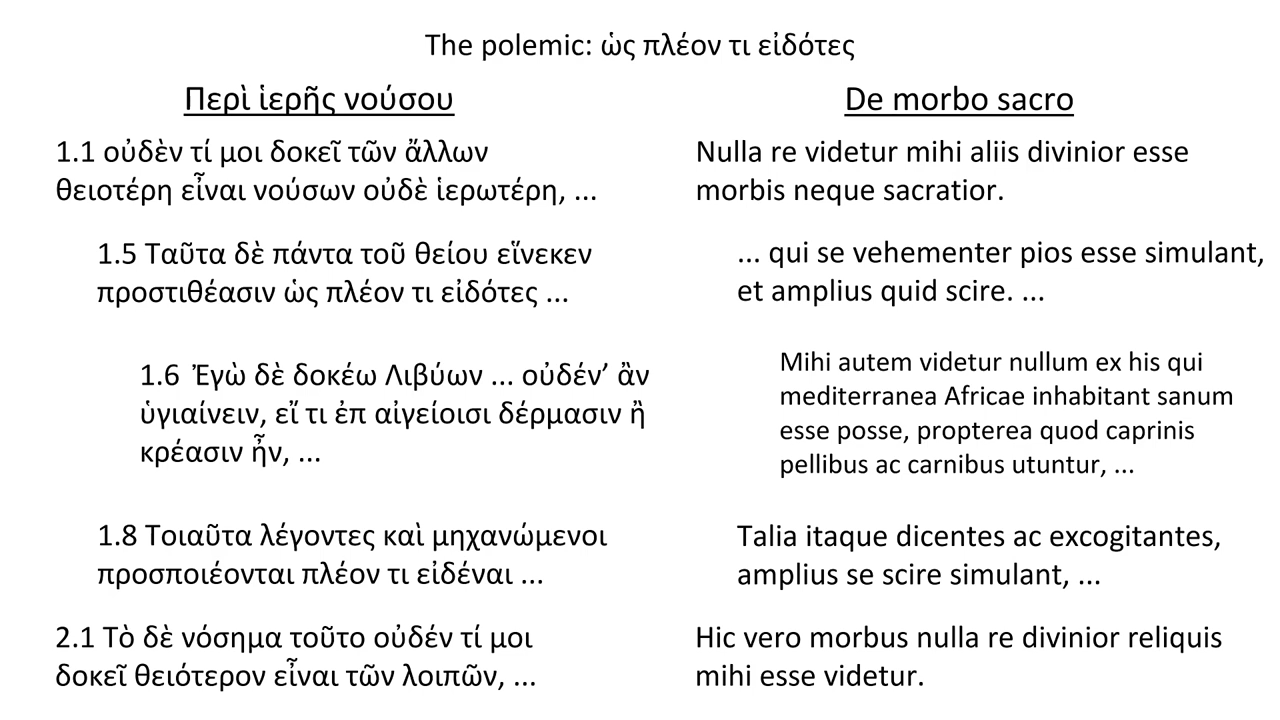 The polemic: ὡς πλέον τι εἰδότες
Περὶ ἱερῆς νούσου
1.1 οὐδὲν τί μοι δοκεῖ τῶν ἄλλων
θειοτέρη εἶναι νούσων οὐδὲ ἱερωτέρη, ...
1.5 Ταῦτα δὲ πάντα τοῦ θείου εἵνεκεν
προστιθέασιν ὡς πλέον τι εἰδότες ...
1.6 Ἐγὼ δὲ δοκέω Λιβύων ... οὐδέν’ ἂν
ὑγιαίνειν, εἴ τι ἐπ αἰγείοισι δέρμασιν ἢ
κρέασιν ἦν, ...
1.8 Τοιαῦτα λέγοντες καὶ μηχανώμενοι
προσποιέονται πλέον τι εἰδέναι ...
2.1 Τὸ δὲ νόσημα τοῦτο οὐδέν τί μοι
δοκεῖ θειότερον εἶναι τῶν λοιπῶν, ...
De morbo sacro
Nulla re videtur mihi aliis divinior esse
morbis neque sacratior.
... qui se vehementer pios esse simulant,
et amplius quid scire. ...
Mihi autem videtur nullum ex his qui
mediterranea Africae inhabitant sanum
esse posse, propterea quod caprinis
pellibus ac carnibus utuntur, ...
Talia itaque dicentes ac excogitantes,
amplius se scire simulant, ...
Hic vero morbus nulla re divinior reliquis
mihi esse videtur.